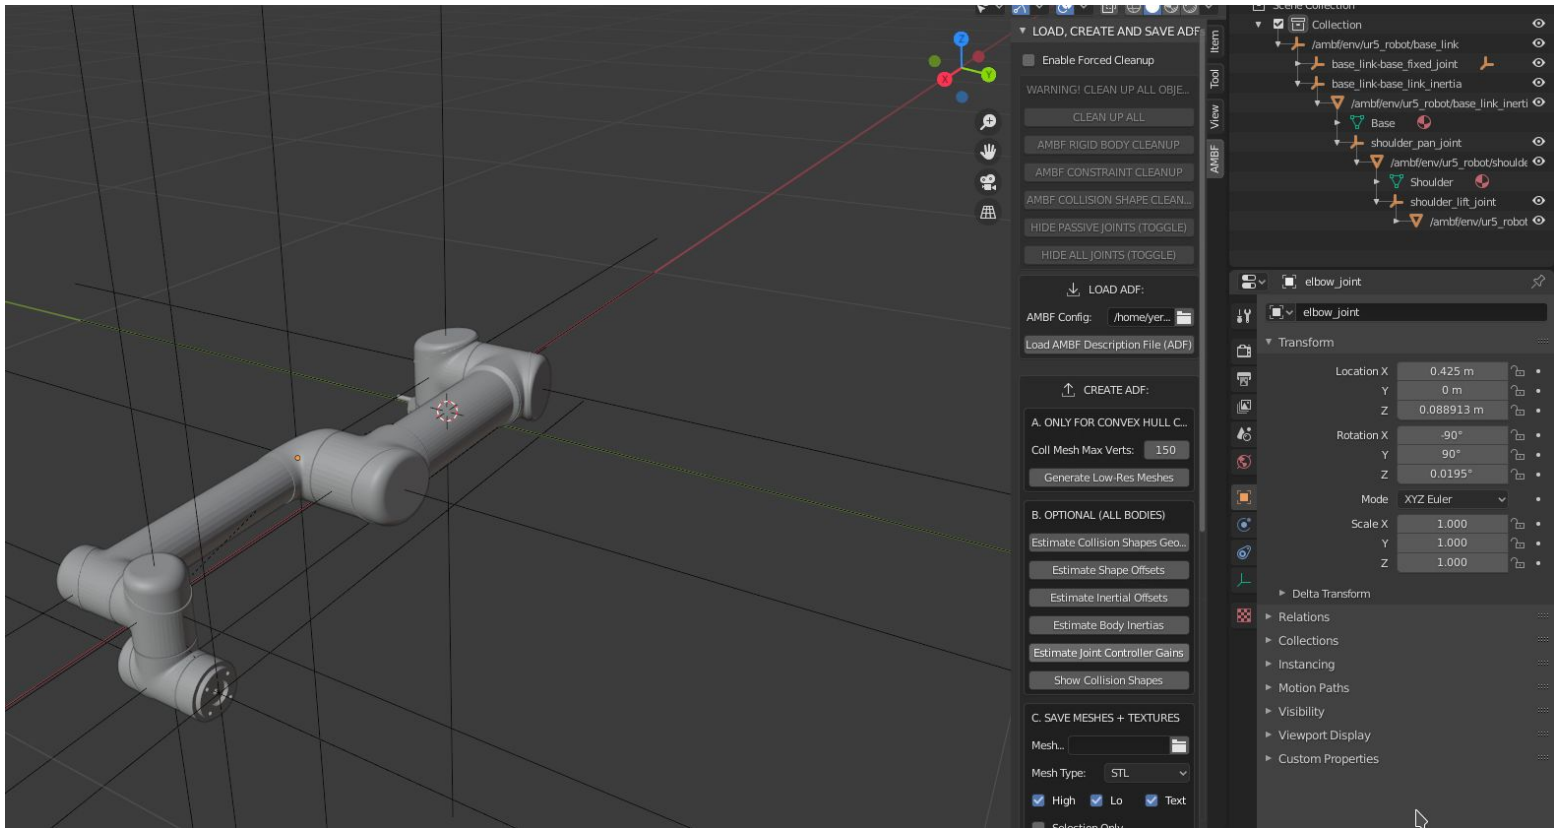 LOAD, CREATE AND SAVE ADF
Enable Forced Cleanup
WARNING! CLEAN UP ALL OBJE...
CLEAN UP ALL
AMBF RIGID BODY CLEANUP
AMBF CONSTRAINT CLEANUP
AMBF COLLISION SHAPE CLEAN...
HIDE PASSIVE JOINTS (TOGGLE)
HIDE ALL JOINTS (TOGGLE)
LOAD ADF:
AMBF Config: /home/yer...
Load AMBF Description File (ADF)
CREATE ADF:
A. ONLY FOR CONVEX HULL C...
Coll Mesh Max Verts: 150
Generate Low-Res Meshes
B. OPTIONAL (ALL BODIES)
Estimate Collision Shapes Geo...
Estimate Shape Offsets
Estimate Inertial Offsets
Estimate Body Inertias
Estimate Joint Controller Gains
Show Collision Shapes
C. SAVE MESHES + TEXTURES
Mesh...
Mesh Type: STL
High Lo Text
Selection Only
Item
Tool
View
AMBF
Z
X
Y
Scene Collection
Collection
/ambf/env/ur5_robot/base_link
base_link-base_fixed_joint
base_link-base_link_inertia
/ambf/env/ur5_robot/base_link_inerti
Base
shoulder_pan_joint
/ambf/env/ur5_robot/shoulde
Shoulder
shoulder_lift_joint
/ambf/env/ur5_robot
elbow_joint
elbow_joint
Transform
Location X 0.425 m
Y 0 m
Z 0.088913 m
Rotation X -90°
Y 90°
Z 0.0195°
Mode XYZ Euler
Scale X 1.000
Y 1.000
Z 1.000
Delta Transform
Relations
Collections
Instancing
Motion Paths
Visibility
Viewport Display
Custom Properties